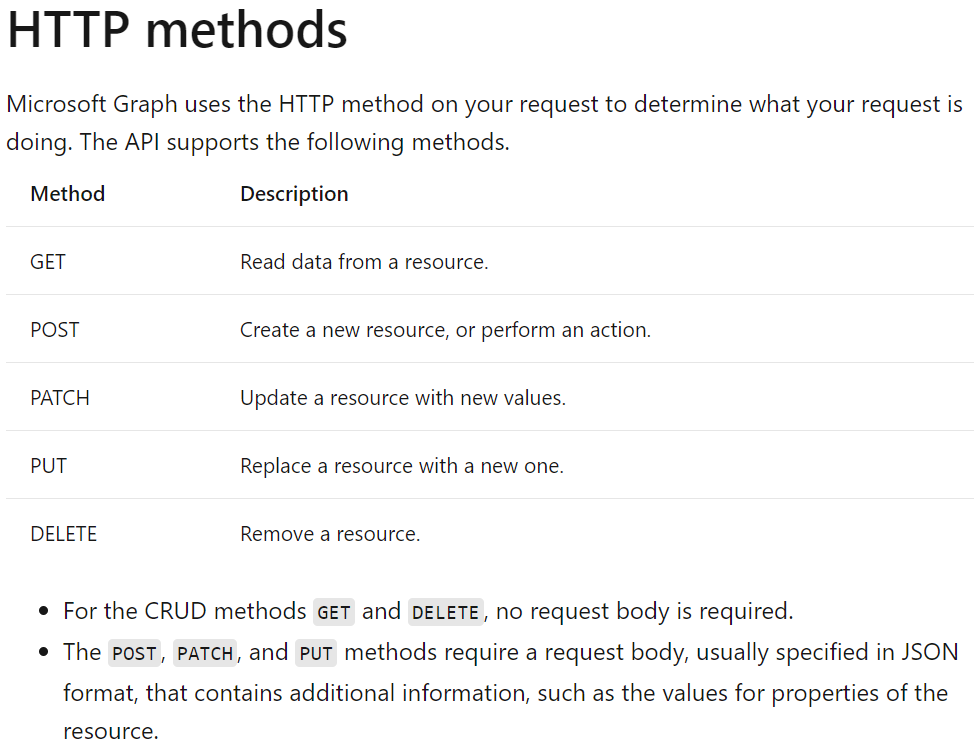 HTTP methods
Microsoft Graph uses the HTTP method on your request to determine what your request is
doing. The API supports the following methods.
Method Description
GET Read data from a resource.
POST Create a new resource, or perform an action.
PATCH Update a resource with new values.
PUT Replace a resource with a new one.
DELETE Remove a resource.
• For the CRUD methods GET and DELETE, no request body is required.
• The POST, PATCH, and PUT methods require a request body, usually specified in JSON
format, that contains additional information, such as the values for properties of the
resource.